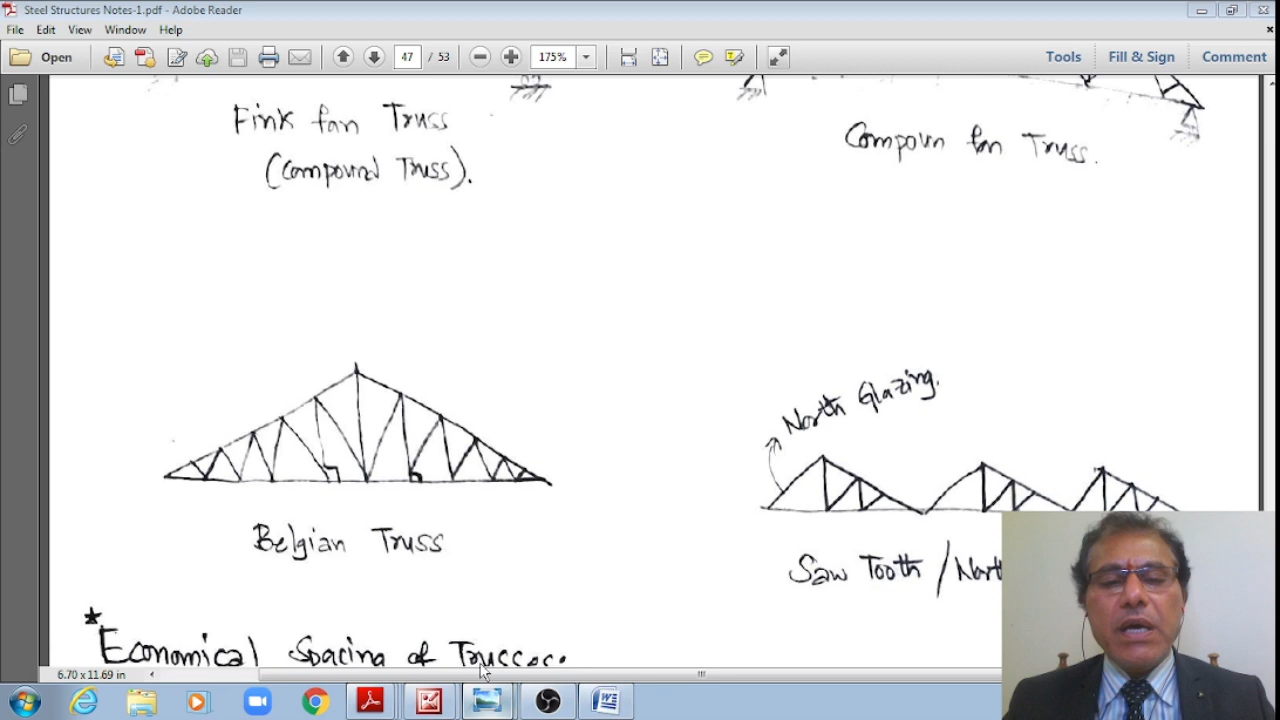 Steel Structures Notes-1.pdf - Adobe Reader
File Edit View Window Help
Open 47 / 53 175% Tools Fill & Sign Comment
Fink fan Truss
(Compound Truss).
Compoun fan Truss.
North Glazing.
Belgian Truss
Saw Tooth / Nort
* Economical Spacing of Trusses:
6.70 x 11.69 in